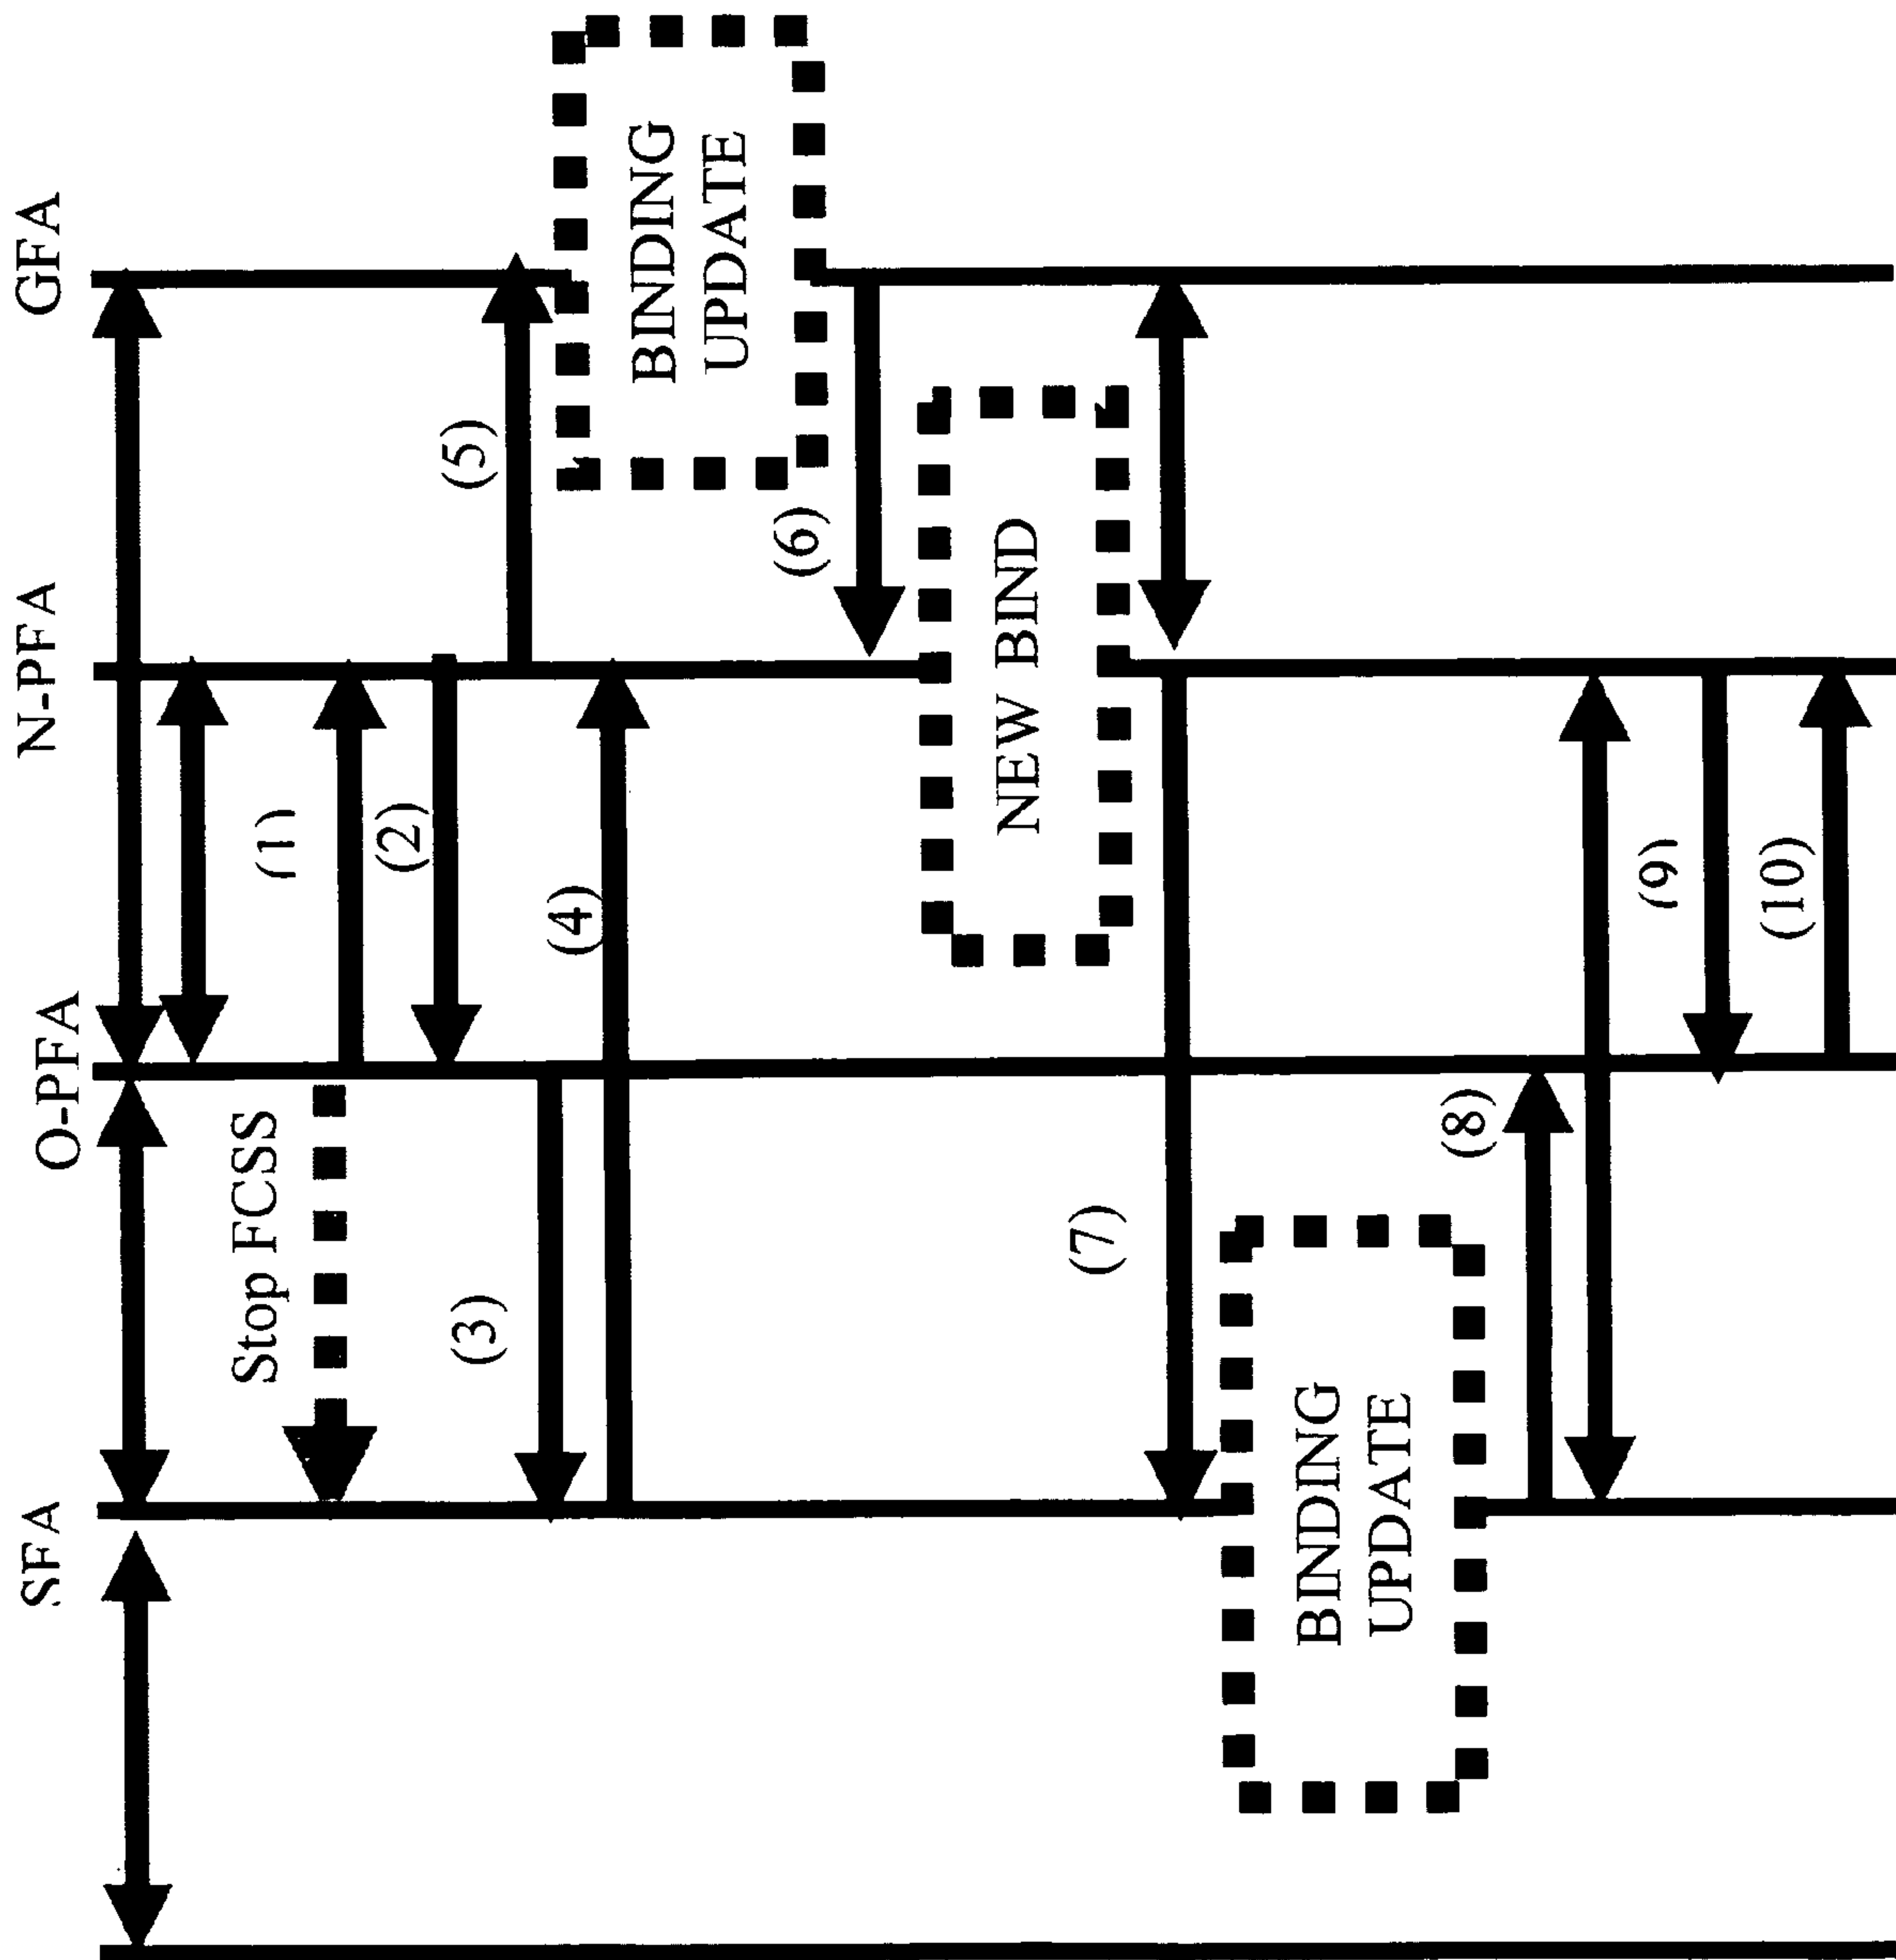 SFA
O-PFA
N-PFA
GFA
Stop FCSS
(1)
(2)
(3)
(4)
(5)
BINDING
UPDATE
(6)
NEW BIND
(7)
BINDING
UPDATE
(8)
(9)
(10)